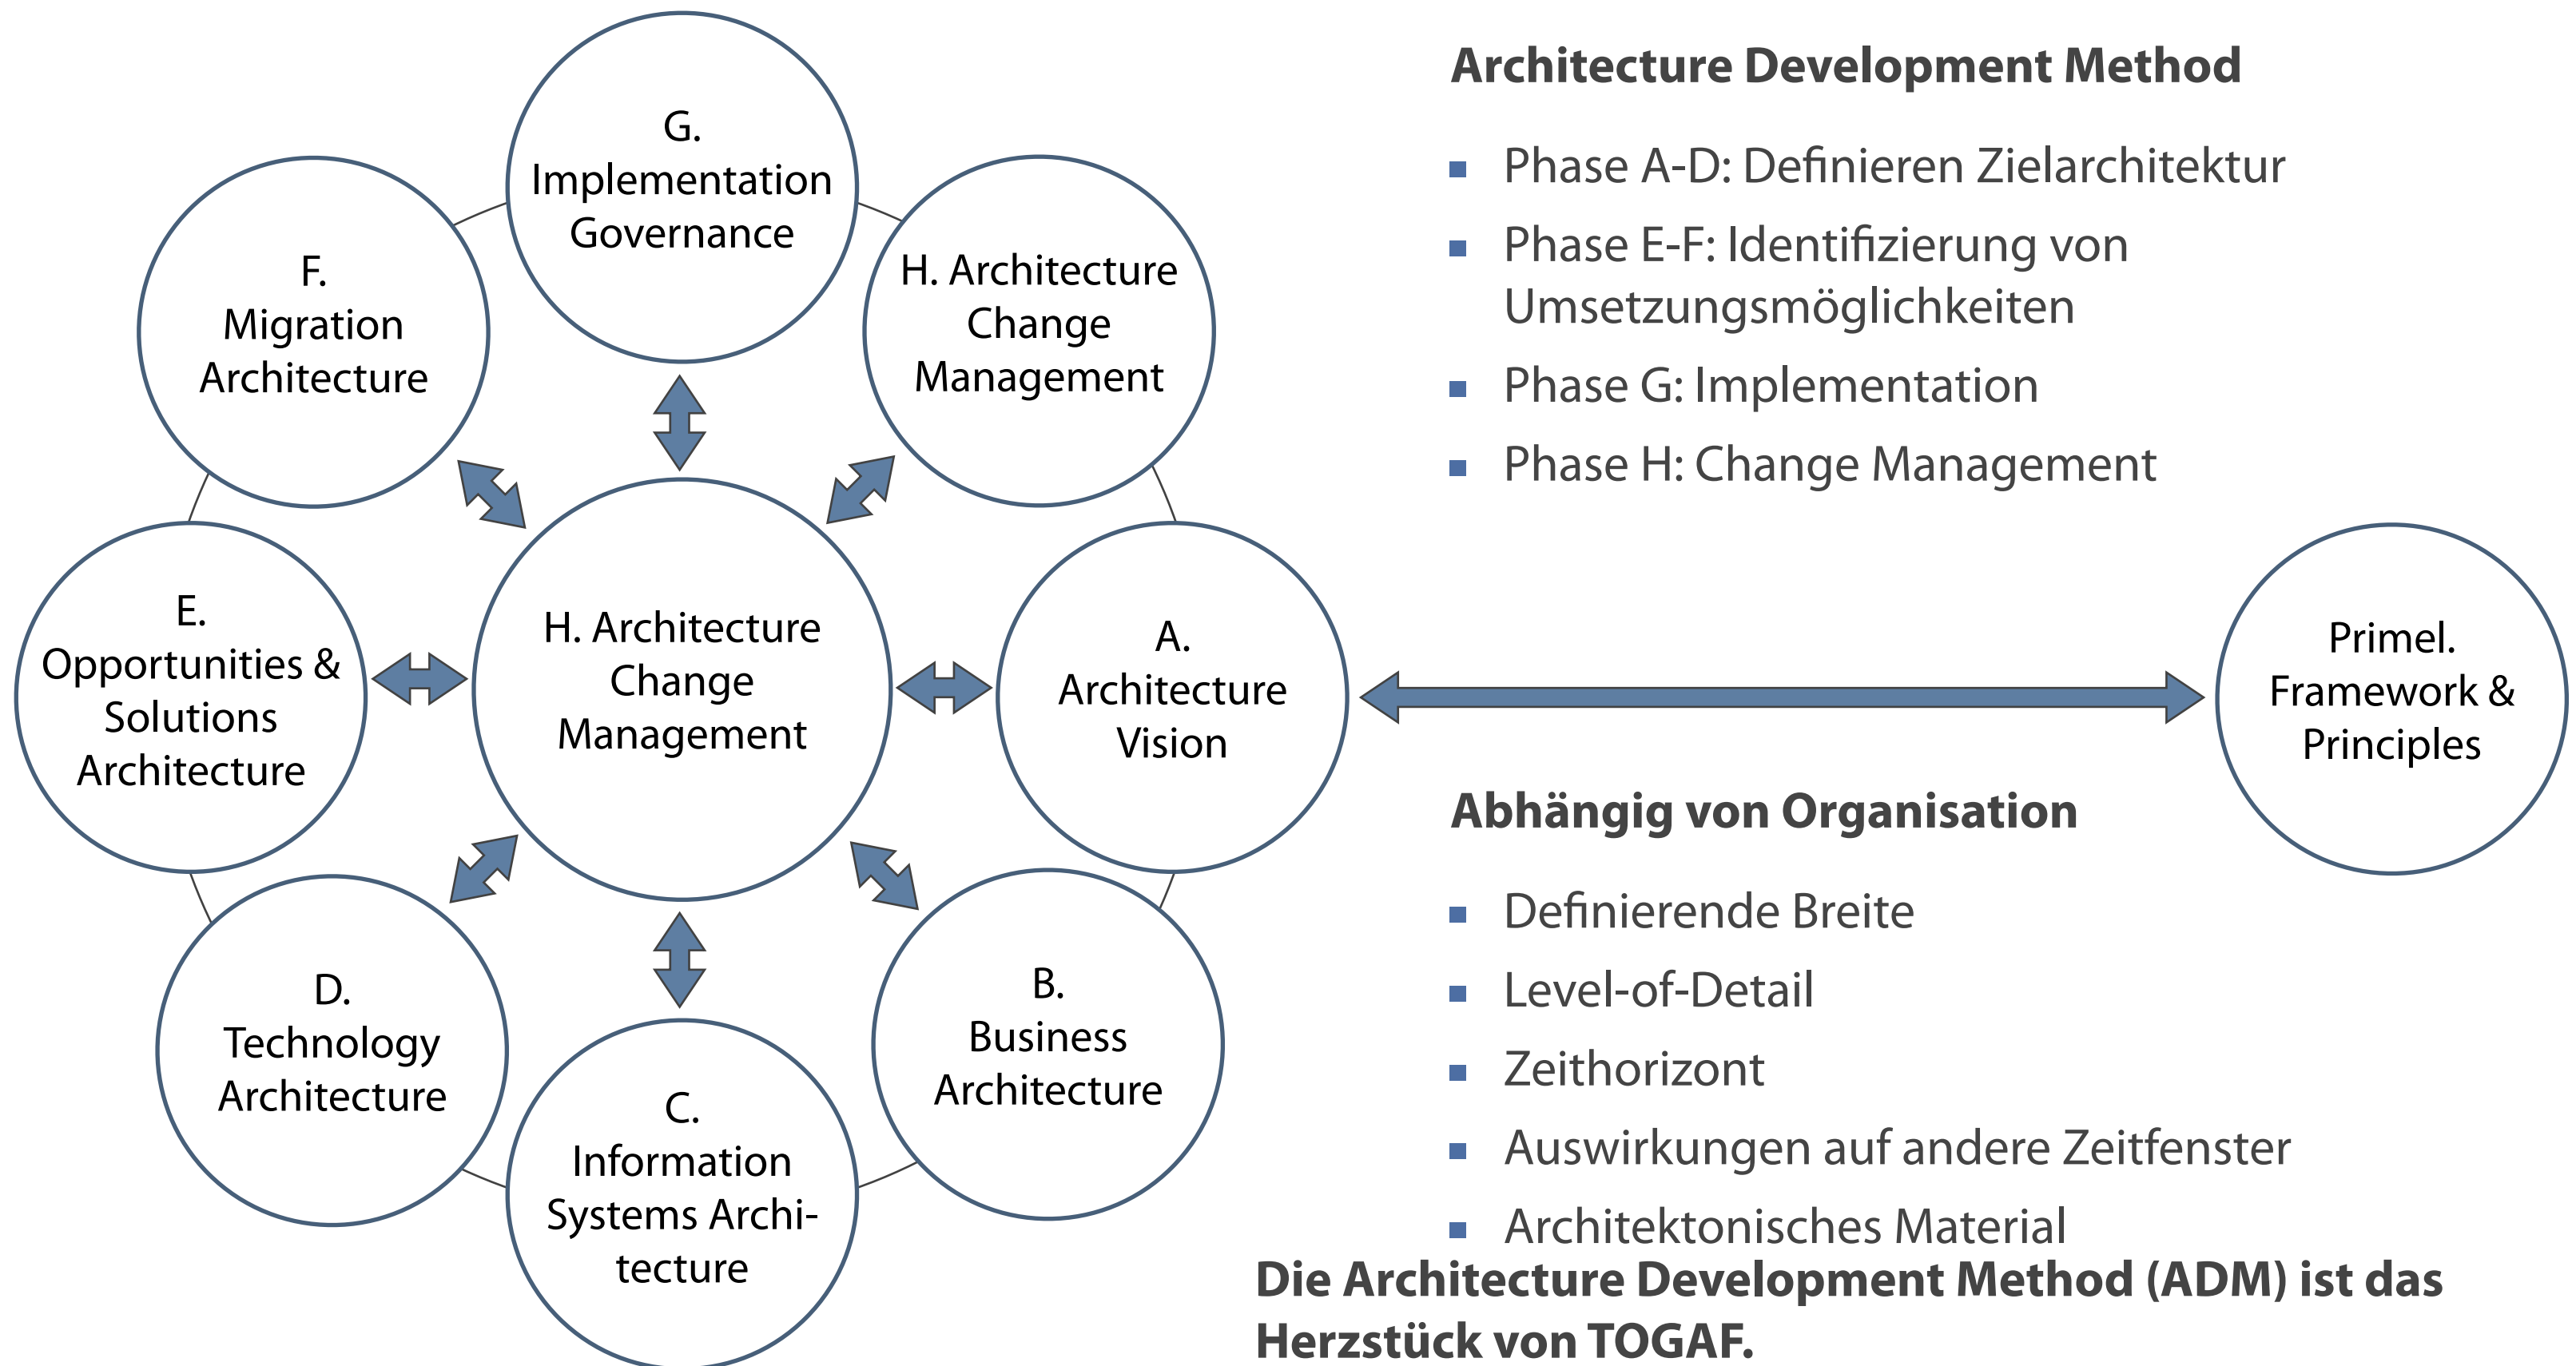 G.
Implementation
Governance
F.
Migration
Architecture
H. Architecture
Change
Management
E.
Opportunities &
Solutions
Architecture
H. Architecture
Change
Management
A.
Architecture
Vision
D.
Technology
Architecture
C.
Information
Systems Archi-
tecture
B.
Business
Architecture
Architecture Development Method
Phase A-D: Definieren Zielarchitektur
Phase E-F: Identifizierung von
Umsetzungsmöglichkeiten
Phase G: Implementation
Phase H: Change Management
Primel.
Framework &
Principles
Abhängig von Organisation
Definierende Breite
Level-of-Detail
Zeithorizont
Auswirkungen auf andere Zeitfenster
Architektonisches Material
Die Architecture Development Method (ADM) ist das
Herzstück von TOGAF.